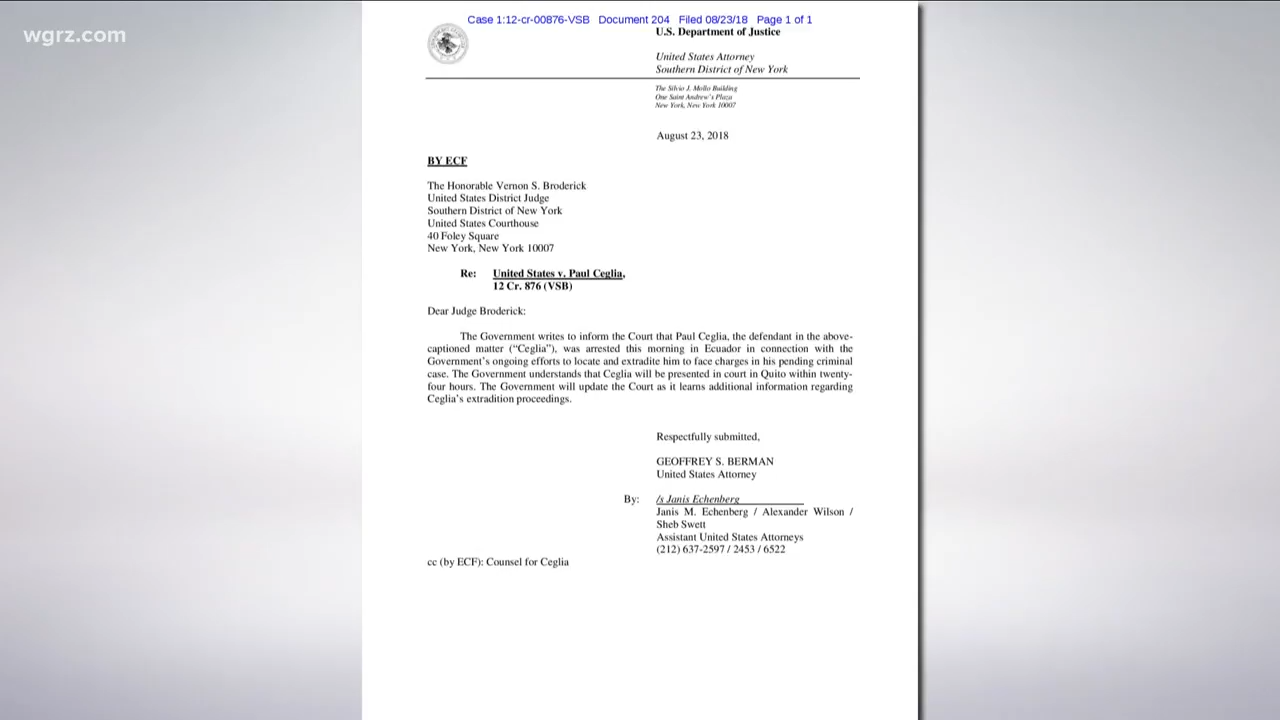 wgrz.com
Case 1:12-cr-00876-VSB Document 204 Filed 08/23/18 Page 1 of 1
U.S. Department of Justice
United States Attorney
Southern District of New York
The Silvio J. Mollo Building
One Saint Andrew's Plaza
New York, New York 10007
August 23, 2018
BY ECF
The Honorable Vernon S. Broderick
United States District Judge
Southern District of New York
United States Courthouse
40 Foley Square
New York, New York 10007
Re: United States v. Paul Ceglia,
12 Cr. 876 (VSB)
Dear Judge Broderick:
The Government writes to inform the Court that Paul Ceglia, the defendant in the above-
captioned matter ("Ceglia"), was arrested this morning in Ecuador in connection with the
Government's ongoing efforts to locate and extradite him to face charges in his pending criminal
case. The Government understands that Ceglia will be presented in court in Quito within twenty-
four hours. The Government will update the Court as it learns additional information regarding
Ceglia's extradition proceedings.
Respectfully submitted,
GEOFFREY S. BERMAN
United States Attorney
By: /s Janis Echenberg
Janis M. Echenberg / Alexander Wilson /
Sheb Swett
Assistant United States Attorneys
(212) 637-2597 / 2453 / 6522
cc (by ECF): Counsel for Ceglia